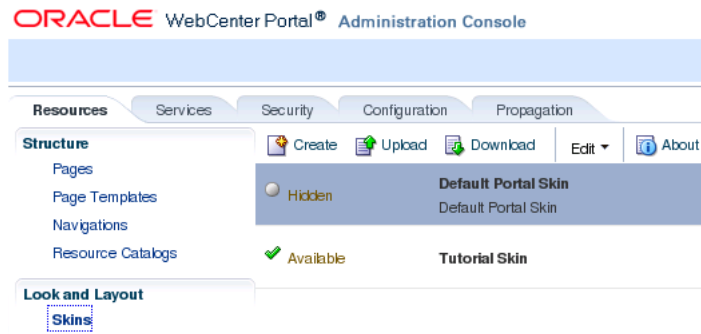 ORACLE WebCenter Portal® Administration Console
Resources Services Security Configuration Propagation
Structure
Create Upload Download Edit About
Pages
Page Templates
Navigations
Resource Catalogs
Hidden
Default Portal Skin
Default Portal Skin
Available
Tutorial Skin
Look and Layout
Skins